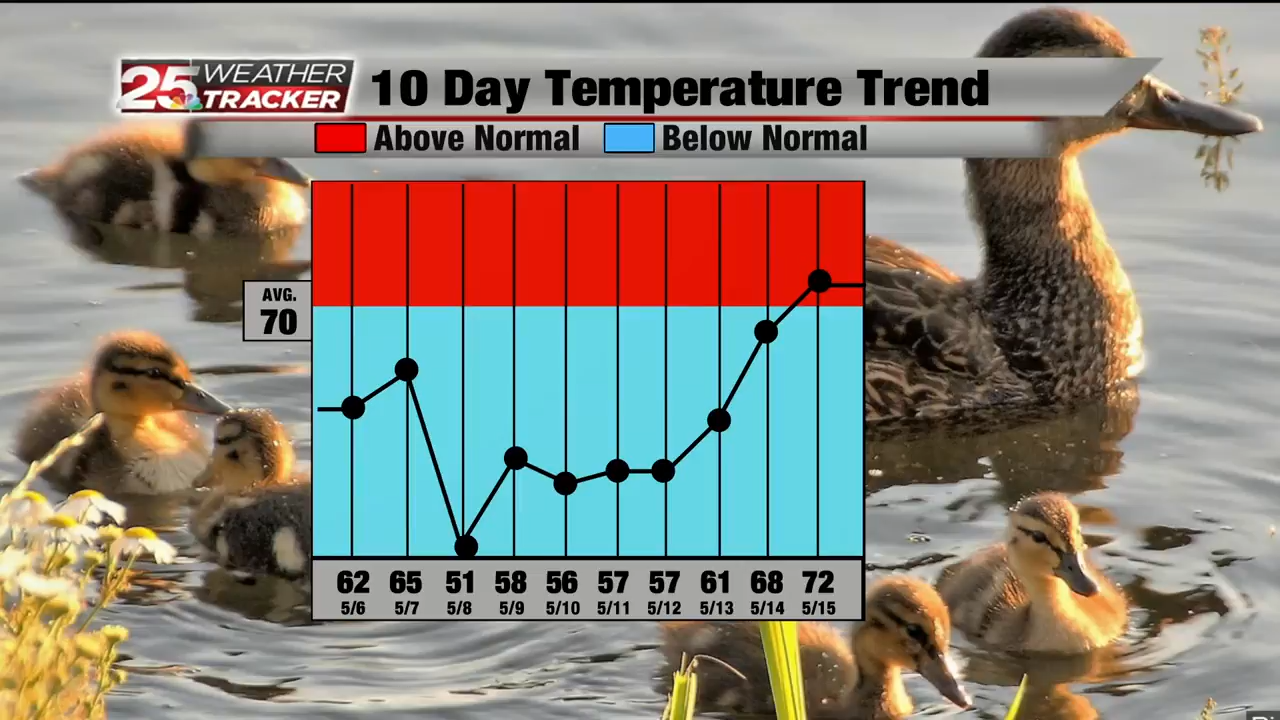 25 WEATHER TRACKER
10 Day Temperature Trend
Above Normal Below Normal
AVG.
70
62 65 51 58 56 57 57 61 68 72
5/6 5/7 5/8 5/9 5/10 5/11 5/12 5/13 5/14 5/15